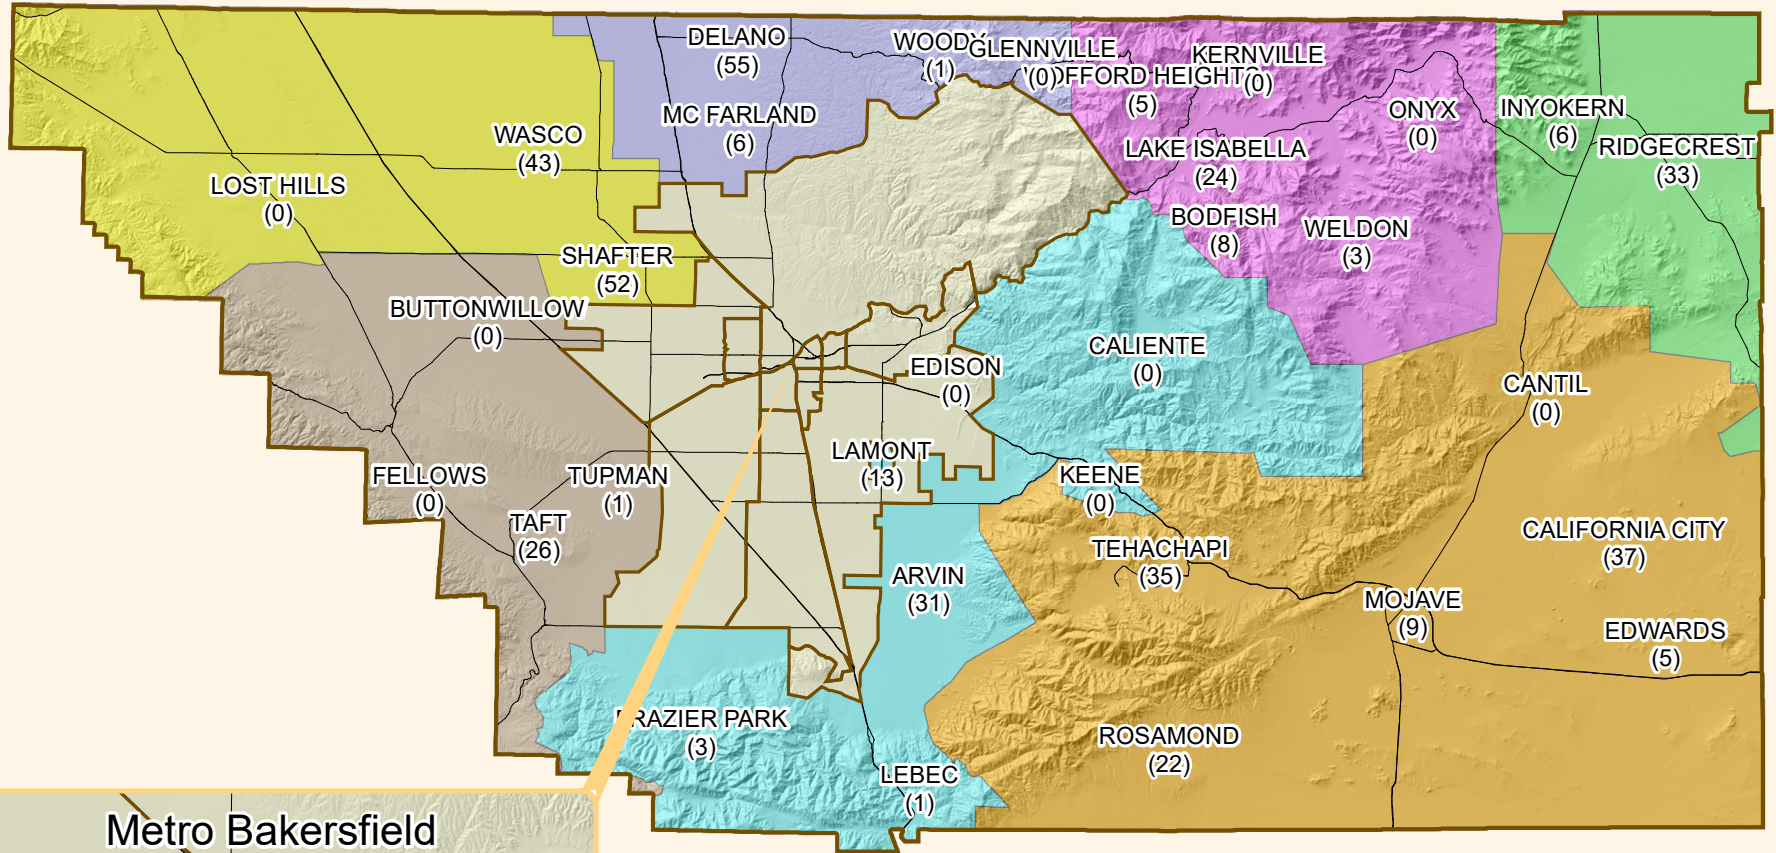 DELANO
(55)
WOODY
(1)
GLENNVILLE
(0)
KERNVILLE
(0)
(5)
MC FARLAND
(6)
WASCO
(43)
ONYX
(0)
INYOKERN
(6)
RIDGECREST
(33)
LAKE ISABELLA
(24)
LOST HILLS
(0)
BODFISH
(8)
WELDON
(3)
SHAFTER
(52)
BUTTONWILLOW
(0)
CALIENTE
(0)
EDISON
(0)
CANTIL
(0)
LAMONT
(13)
FELLOWS
(0)
TUPMAN
(1)
KEENE
(0)
TAFT
(26)
CALIFORNIA CITY
(37)
TEHACHAPI
(35)
ARVIN
(31)
MOJAVE
(9)
EDWARDS
(5)
PARK
(3)
ROSAMOND
(22)
LEBEC
(1)
Metro Bakersfield